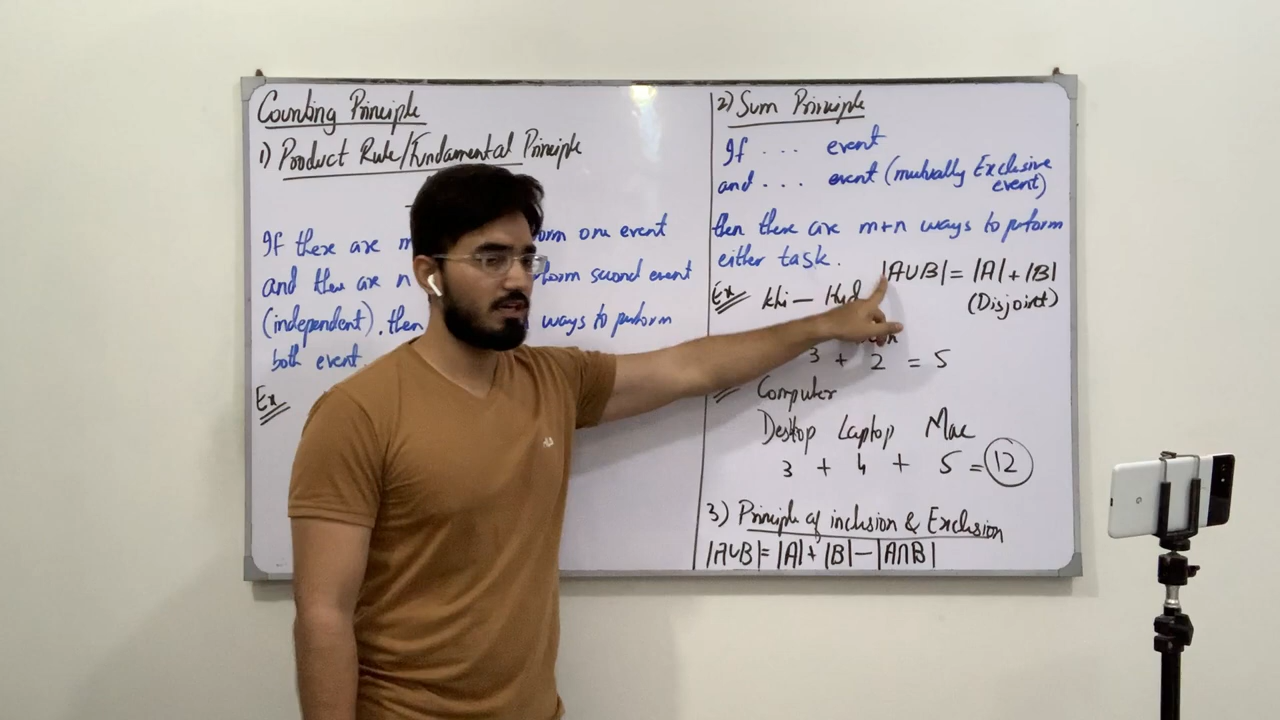 Counting Principle
1) Product Rule/Fundamental Principle
If there are m orm one event
and there are n form second event
(independent). then ways to perform
both event.
Ex
2) Sum Principle
If . . . event
and . . . event (mutually Exclusive
event)
then there are m+n ways to perform
either task.
|A∪B| = |A| + |B|
(Disjoint)
Ex Khi — Hyd
3 + 2 = 5
Computer
Desktop Laptop Mac
3 + 4 + 5 = 12
3) Principle of inclusion & Exclusion
|A∪B| = |A| + |B| − |A∩B|